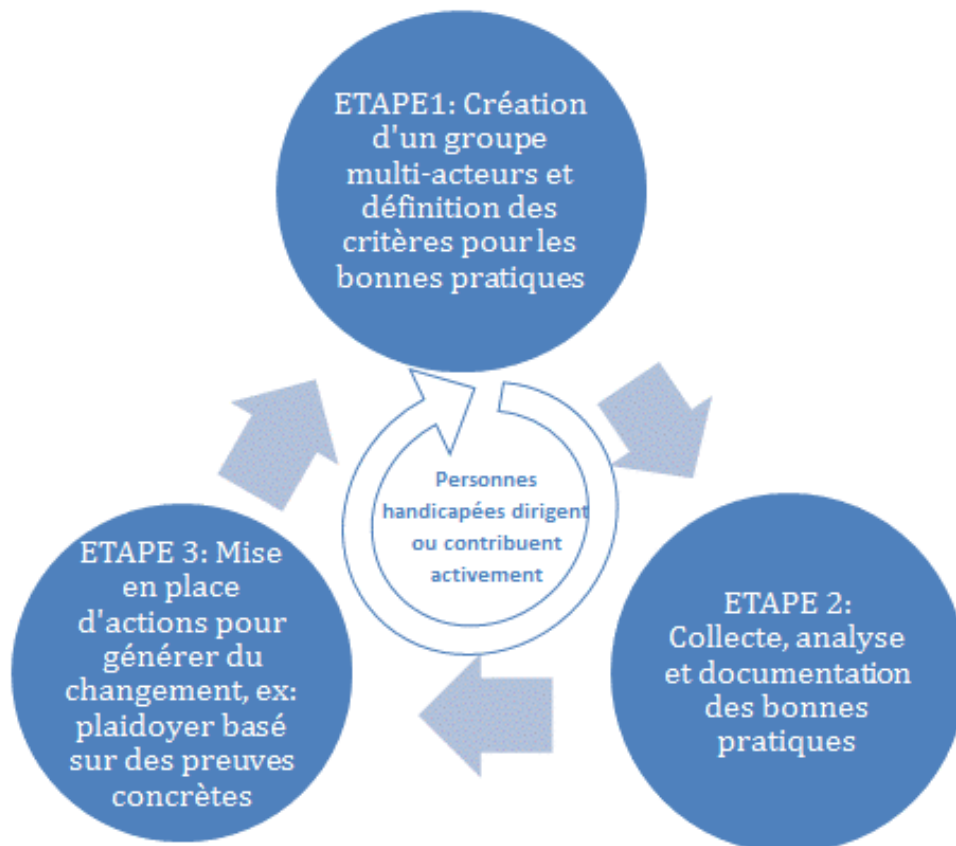 ETAPE1: Création
d'un groupe
multi-acteurs et
définition des
critères pour les
bonnes pratiques
Personnes
handicapées dirigent
ou contribuent
activement
ETAPE 2:
Collecte, analyse
et documentation
des bonnes
pratiques
ETAPE 3: Mise
en place
d'actions pour
générer du
changement, ex:
plaidoyer basé
sur des preuves
concrètes